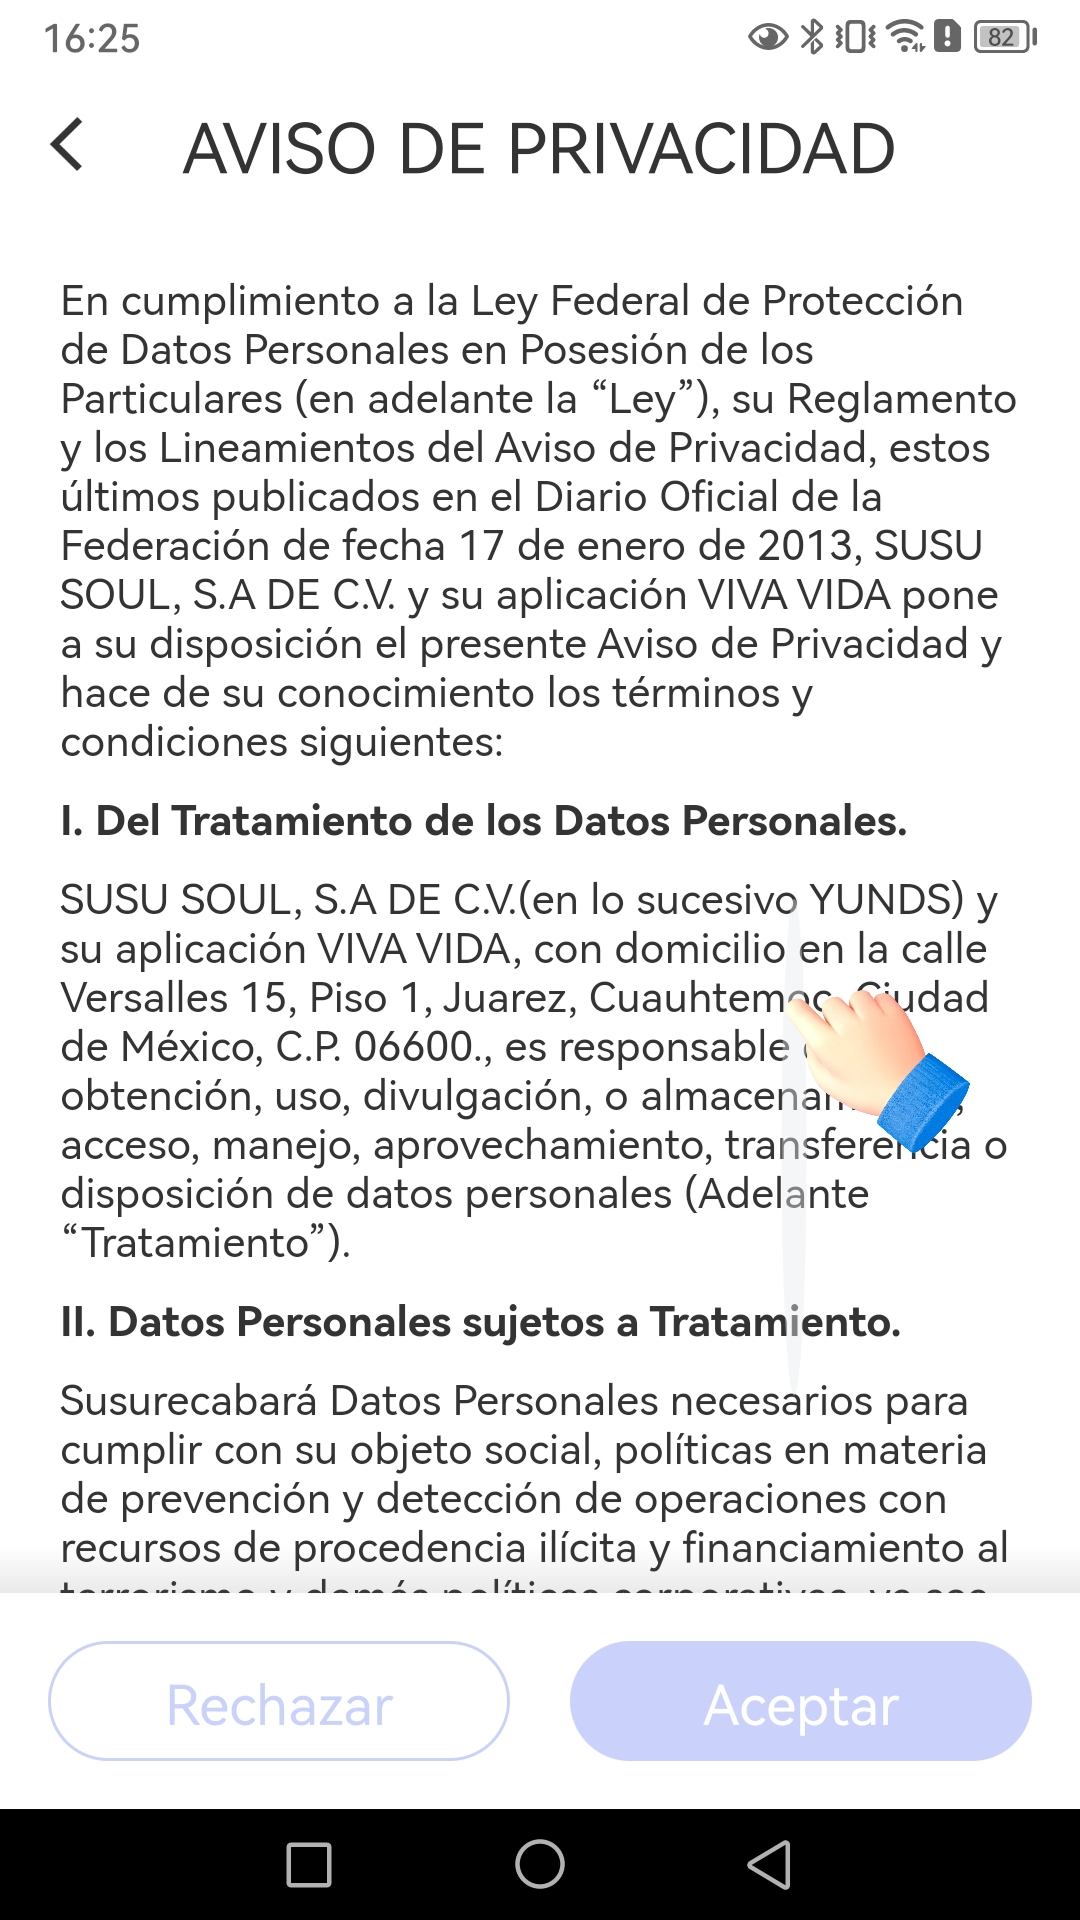 16:25
82
AVISO DE PRIVACIDAD
En cumplimiento a la Ley Federal de Protección
de Datos Personales en Posesión de los
Particulares (en adelante la “Ley”), su Reglamento
y los Lineamientos del Aviso de Privacidad, estos
últimos publicados en el Diario Oficial de la
Federación de fecha 17 de enero de 2013, SUSU
SOUL, S.A DE C.V. y su aplicación VIVA VIDA pone
a su disposición el presente Aviso de Privacidad y
hace de su conocimiento los términos y
condiciones siguientes:
I. Del Tratamiento de los Datos Personales.
SUSU SOUL, S.A DE C.V.(en lo sucesivo YUNDS) y
su aplicación VIVA VIDA, con domicilio en la calle
Versalles 15, Piso 1, Juarez, Cuauhtemoc, Ciudad
de México, C.P. 06600., es responsable
obtención, uso, divulgación, o
acceso, manejo, aprovechamiento, transferencia o
disposición de datos personales (Adelante
“Tratamiento”).
II. Datos Personales sujetos a Tratamiento.
Susurecabará Datos Personales necesarios para
cumplir con su objeto social, políticas en materia
de prevención y detección de operaciones con
recursos de procedencia ilícita y financiamiento al
terrorismo y demás políticas corporativas, ya sea
Rechazar
Aceptar